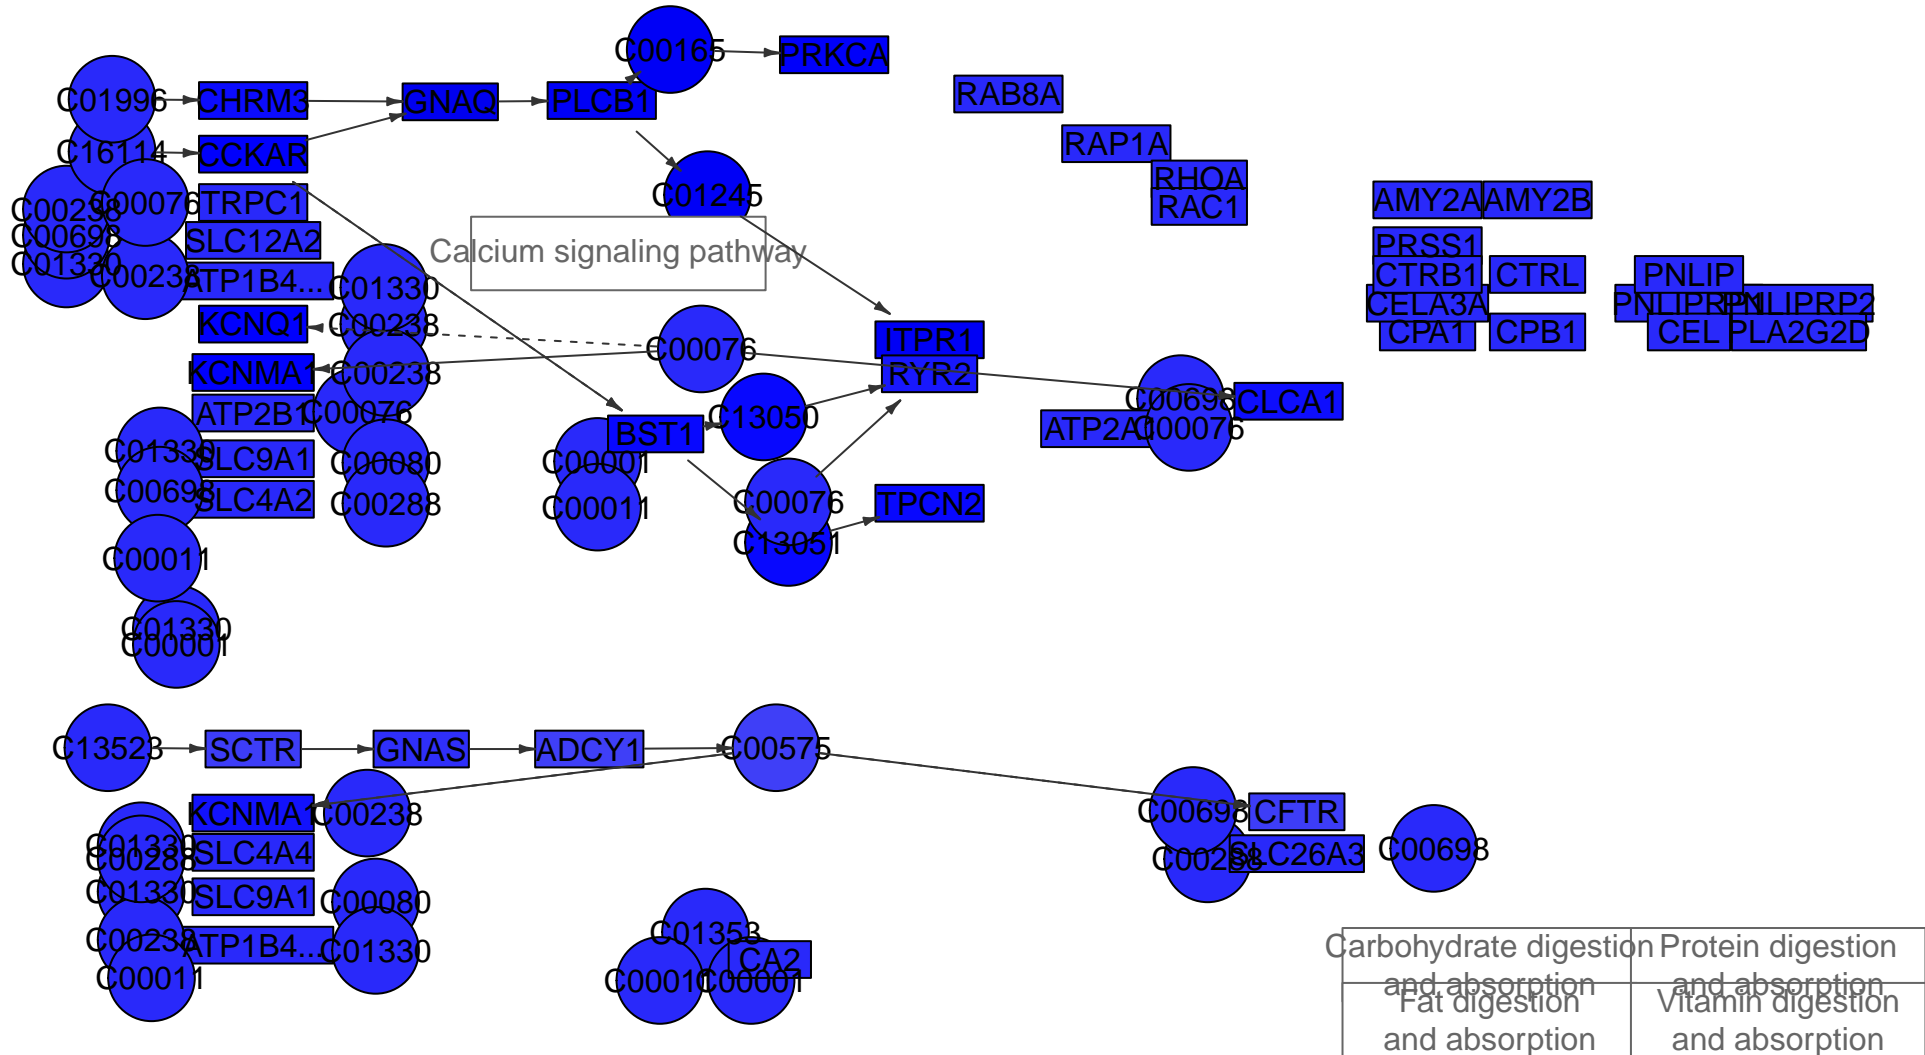 C00165
PRKCA
C01996
CHRM3
GNAQ
PLCB1
RAB8A
C16114
CCKAR
RAP1A
RHOA
RAC1
C00238
C00076
TRPC1
C01245
AMY2A
AMY2B
C00698
SLC12A2
Calcium signaling pathway
PRSS1
C01330
C00238
ATP1B4...
C01330
CTRB1
CTRL
PNLIP
CELA3A
PNLIPRP1
PNLIPRP2
KCNQ1
C00238
CPA1
CPB1
CEL
PLA2G2D
C00076
ITPR1
KCNMA1
C00238
RYR2
ATP2B1
C00076
C13050
C00698
CLCA1
BST1
ATP2A
C00076
C01330
SLC9A1
C00080
C00001
C00698
SLC4A2
C00288
C00011
C00076
TPCN2
C13051
C00011
C01330
C00001
C13523
SCTR
GNAS
ADCY1
C00575
KCNMA1
C00238
C00698
CFTR
C01330
C00288
SLC4A4
C00288
SLC26A3
C00698
C01330
SLC9A1
C00080
C01353
C00238
ATP1B4...
C01330
CA2
C00011
C00011
C00001
Carbohydrate digestion
and absorption
Protein digestion
and absorption
Fat digestion
and absorption
Vitamin digestion
and absorption